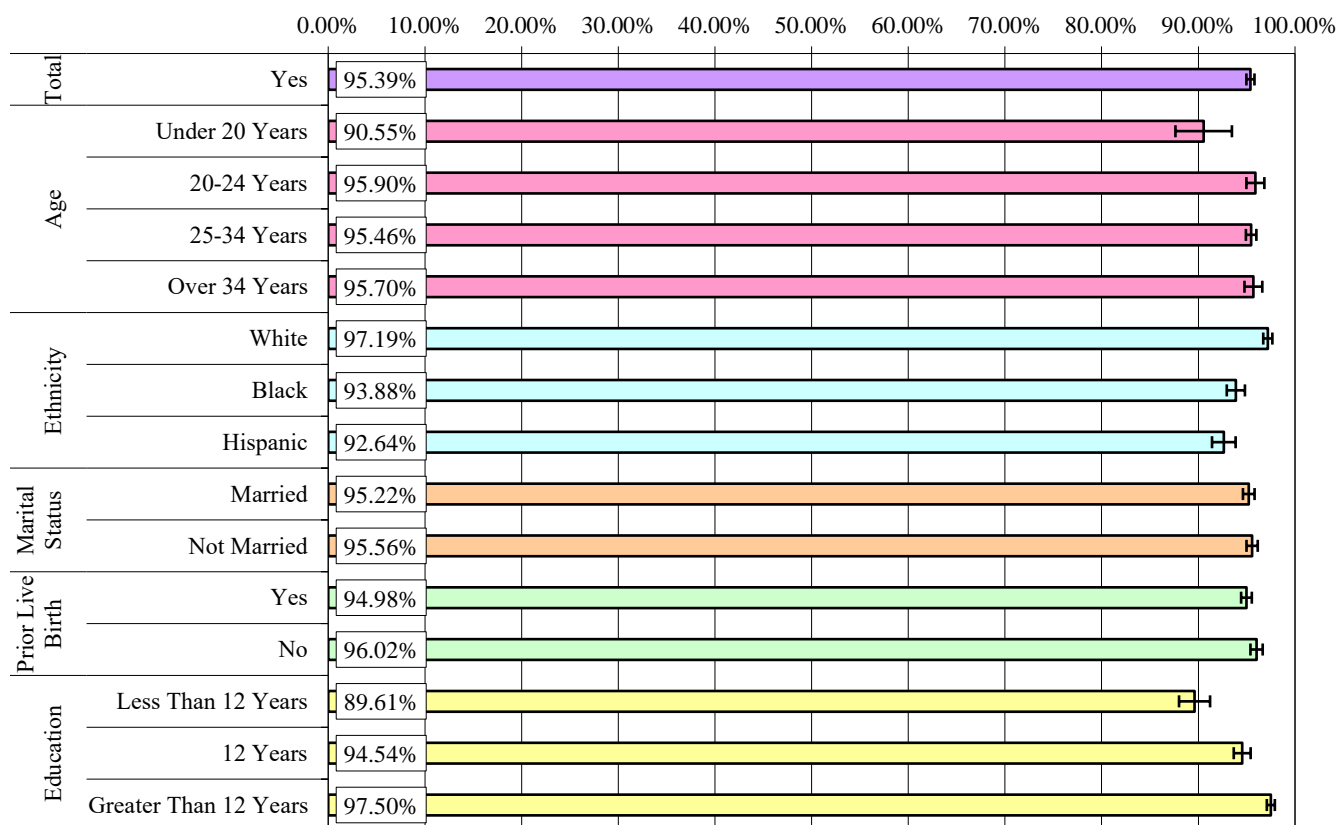 0.00% 10.00% 20.00% 30.00% 40.00% 50.00% 60.00% 70.00% 80.00% 90.00% 100.00%
Total
Yes 95.39%
Age
Under 20 Years 90.55%
20-24 Years 95.90%
25-34 Years 95.46%
Over 34 Years 95.70%
Ethnicity
White 97.19%
Black 93.88%
Hispanic 92.64%
Marital
Status
Married 95.22%
Not Married 95.56%
Prior Live
Birth
Yes 94.98%
No 96.02%
Education
Less Than 12 Years 89.61%
12 Years 94.54%
Greater Than 12 Years 97.50%